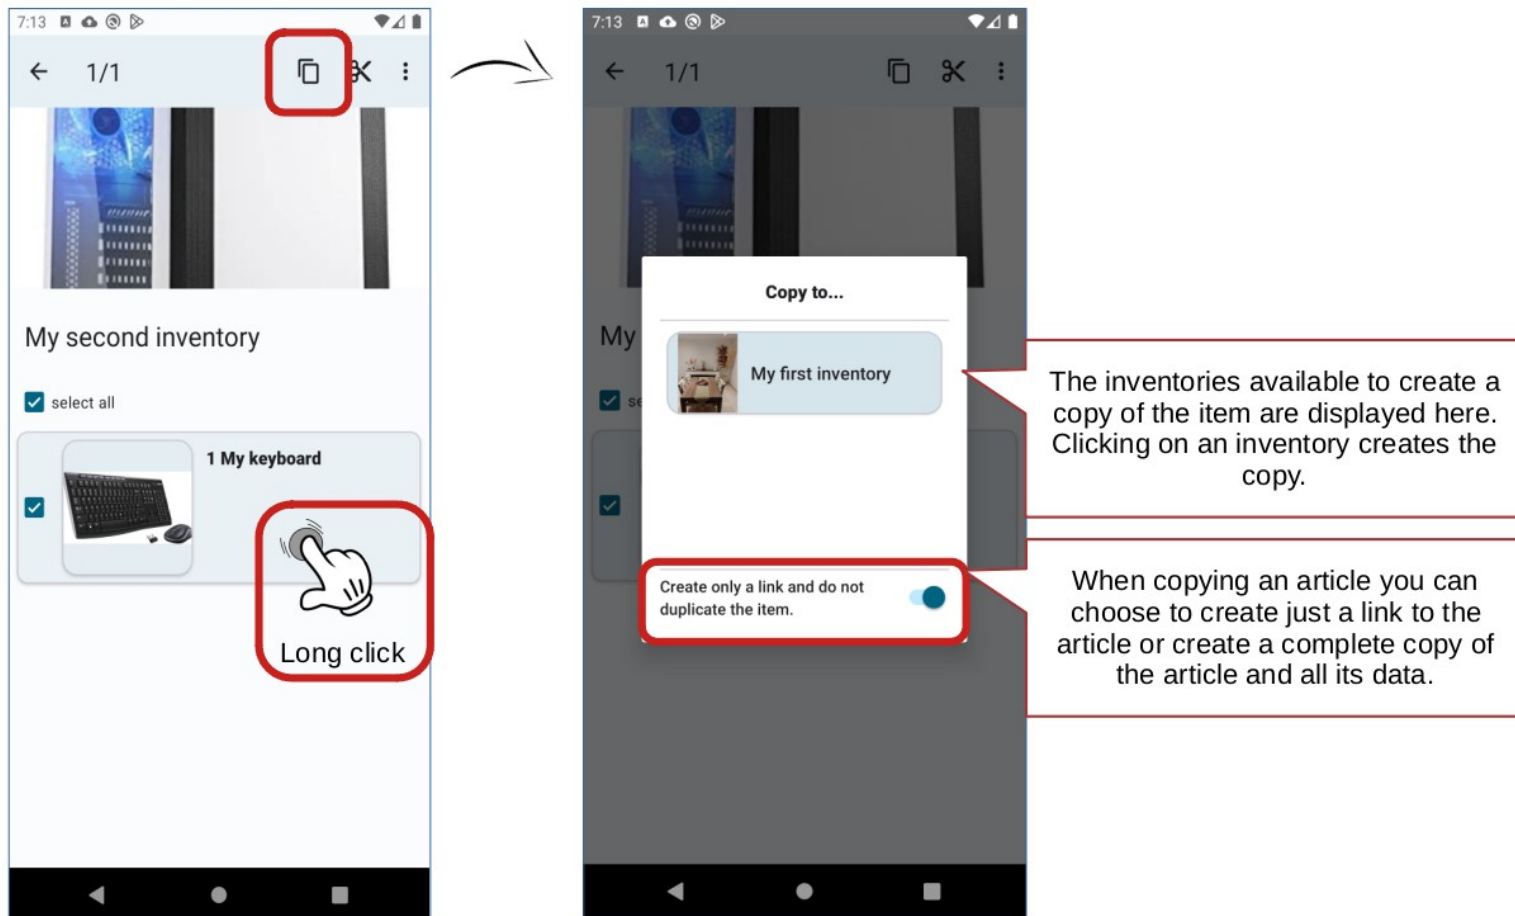 7:13
1/1
My second inventory
select all
1 My keyboard
Long click
7:13
1/1
My
se
Copy to...
My first inventory
Create only a link and do not
duplicate the item.
The inventories available to create a
copy of the item are displayed here.
Clicking on an inventory creates the
copy.
When copying an article you can
choose to create just a link to the
article or create a complete copy of
the article and all its data.